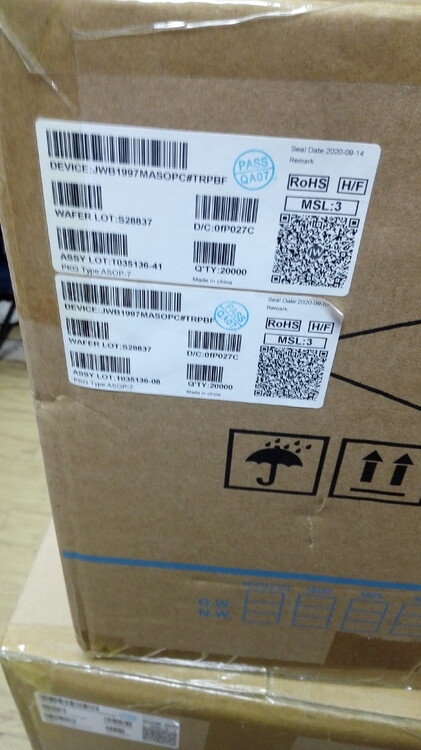 Seal Date:2020-09-14
Remark
DEVICE:JWB1997MASOPC#TRPBF
PASS
QA07
RoHS H/F
MSL:3
WAFER LOT:S28837
D/C:0fP027C
ASSY LOT:T035136-41
Q'TY:20000
PKG Type:ASOP-7
Made in china
Seal Date:2020-09
Remark
DEVICE:JWB1997MASOPC#TRPBF
RoHS H/F
MSL:3
WAFER LOT:S28837
D/C:0fP027C
ASSY LOT:T035136-06
Q'TY:20000
PKG Type:ASOP-7
Made in china
G.W
N.W